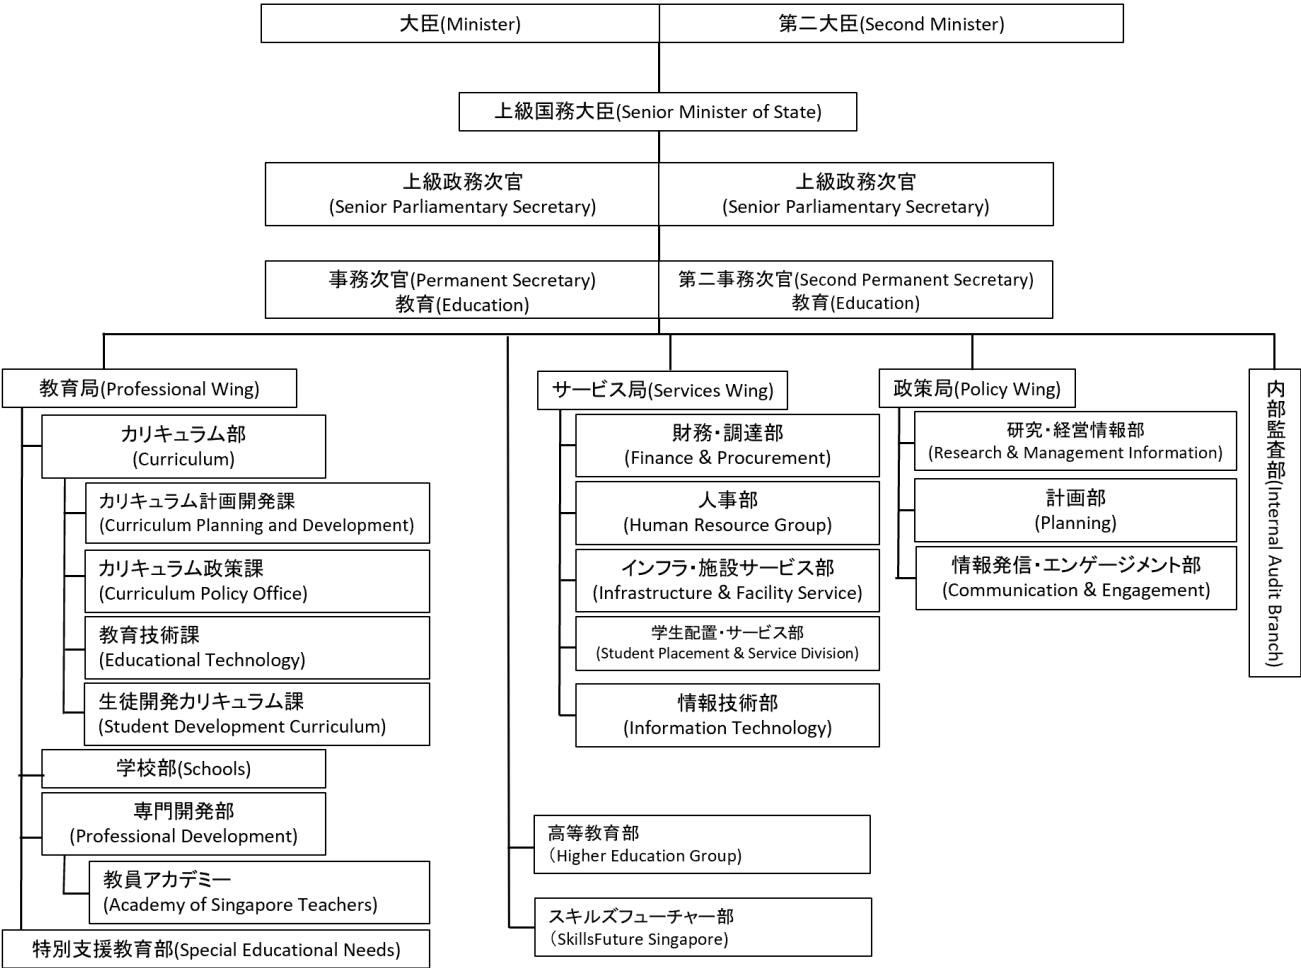 大臣(Minister)
第二大臣(Second Minister)
上級国務大臣(Senior Minister of State)
上級政務次官
(Senior Parliamentary Secretary)
上級政務次官
(Senior Parliamentary Secretary)
事務次官(Permanent Secretary)
教育(Education)
第二事務次官(Second Permanent Secretary)
教育(Education)
教育局(Professional Wing)
カリキュラム部
(Curriculum)
カリキュラム計画開発課
(Curriculum Planning and Development)
カリキュラム政策課
(Curriculum Policy Office)
教育技術課
(Educational Technology)
生徒開発カリキュラム課
(Student Development Curriculum)
学校部(Schools)
専門開発部
(Professional Development)
教員アカデミー
(Academy of Singapore Teachers)
特別支援教育部(Special Educational Needs)
サービス局(Services Wing)
財務・調達部
(Finance & Procurement)
人事部
(Human Resource Group)
インフラ・施設サービス部
(Infrastructure & Facility Service)
学生配置・サービス部
(Student Placement & Service Division)
情報技術部
(Information Technology)
高等教育部
（Higher Education Group)
スキルズフューチャー部
（SkillsFuture Singapore)
政策局(Policy Wing)
研究・経営情報部
(Research & Management Information)
計画部
(Planning)
情報発信・エンゲージメント部
(Communication & Engagement)
内部監査部(Internal Audit Branch)